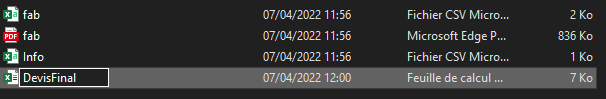 fab 07/04/2022 11:56 Fichier CSV Micro... 2 Ko
PDF fab 07/04/2022 11:56 Microsoft Edge P... 836 Ko
Info 07/04/2022 11:56 Fichier CSV Micro... 1 Ko
DevisFinal 07/04/2022 12:00 Feuille de calcul ... 7 Ko